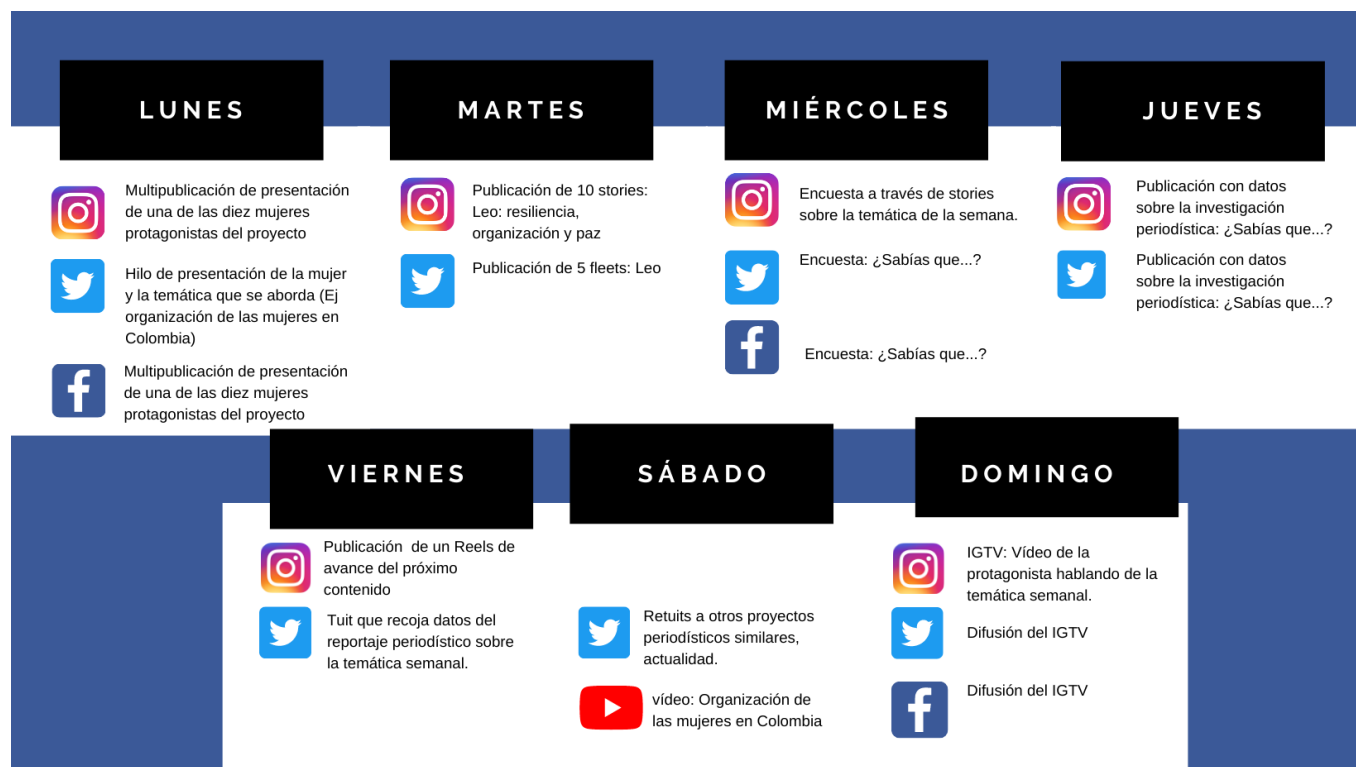 LUNES
Multipublicación de presentación
de una de las diez mujeres
protagonistas del proyecto
Hilo de presentación de la mujer
y la temática que se aborda (Ej
organización de las mujeres en
Colombia)
Multipublicación de presentación
de una de las diez mujeres
protagonistas del proyecto
MARTES
Publicación de 10 stories:
Leo: resiliencia,
organización y paz
Publicación de 5 fleets: Leo
MIÉRCOLES
Encuesta a través de stories
sobre la temática de la semana.
Encuesta: ¿Sabías que...?
Encuesta: ¿Sabías que...?
JUEVES
Publicación con datos
sobre la investigación
periodística: ¿Sabías que...?
Publicación con datos
sobre la investigación
periodística: ¿Sabías que...?
VIERNES
Publicación  de un Reels de
avance del próximo
contenido
Tuit que recoja datos del
reportaje periodístico sobre
la temática semanal.
SÁBADO
Retuits a otros proyectos
periodísticos similares,
actualidad.
vídeo: Organización de
las mujeres en Colombia
DOMINGO
IGTV: Vídeo de la
protagonista hablando de la
temática semanal.
Difusión del IGTV
Difusión del IGTV